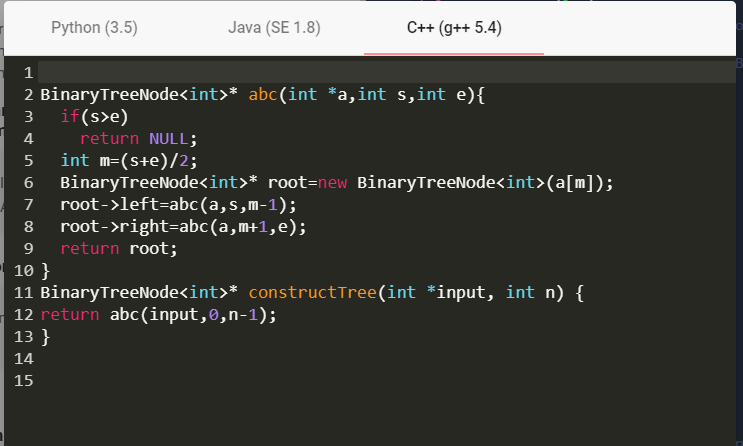 Python (3.5) Java (SE 1.8) C++ (g++ 5.4)
1
2 BinaryTreeNode<int>* abc(int *a,int s,int e){
3   if(s>e)
4     return NULL;
5   int m=(s+e)/2;
6   BinaryTreeNode<int>* root=new BinaryTreeNode<int>(a[m]);
7   root->left=abc(a,s,m-1);
8   root->right=abc(a,m+1,e);
9   return root;
10 }
11 BinaryTreeNode<int>* constructTree(int *input, int n) {
12 return abc(input,0,n-1);
13 }
14
15